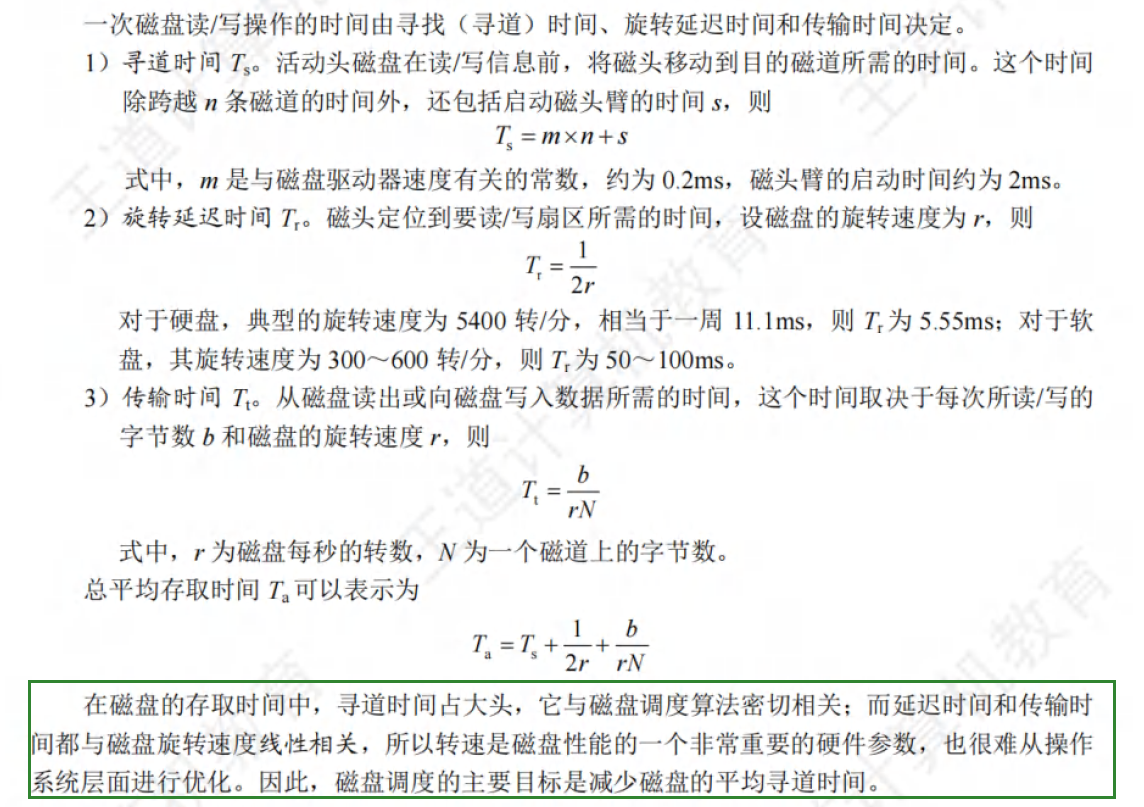 一次磁盘读/写操作的时间由寻找（寻道）时间、旋转延迟时间和传输时间决定。
1）寻道时间 Ts。活动头磁盘在读/写信息前，将磁头移动到目的磁道所需的时间。这个时间
除跨越 n 条磁道的时间外，还包括启动磁头臂的时间 s，则
Ts = m×n + s
式中，m 是与磁盘驱动器速度有关的常数，约为 0.2ms，磁头臂的启动时间约为 2ms。
2）旋转延迟时间 Tr。磁头定位到要读/写扇区所需的时间，设磁盘的旋转速度为 r，则
Tr = 1/2r
对于硬盘，典型的旋转速度为 5400 转/分，相当于一周 11.1ms，则 Tr 为 5.55ms；对于软
盘，其旋转速度为 300～600 转/分，则 Tr 为 50～100ms。
3）传输时间 Tt。从磁盘读出或向磁盘写入数据所需的时间，这个时间取决于每次所读/写的
字节数 b 和磁盘的旋转速度 r，则
Tt = b/rN
式中，r 为磁盘每秒的转数，N 为一个磁道上的字节数。
总平均存取时间 Ta 可以表示为
Ta = Ts + 1/2r + b/rN
在磁盘的存取时间中，寻道时间占大头，它与磁盘调度算法密切相关；而延迟时间和传输时
间都与磁盘旋转速度线性相关，所以转速是磁盘性能的一个非常重要的硬件参数，也很难从操作
系统层面进行优化。因此，磁盘调度的主要目标是减少磁盘的平均寻道时间。
王道计算机教育